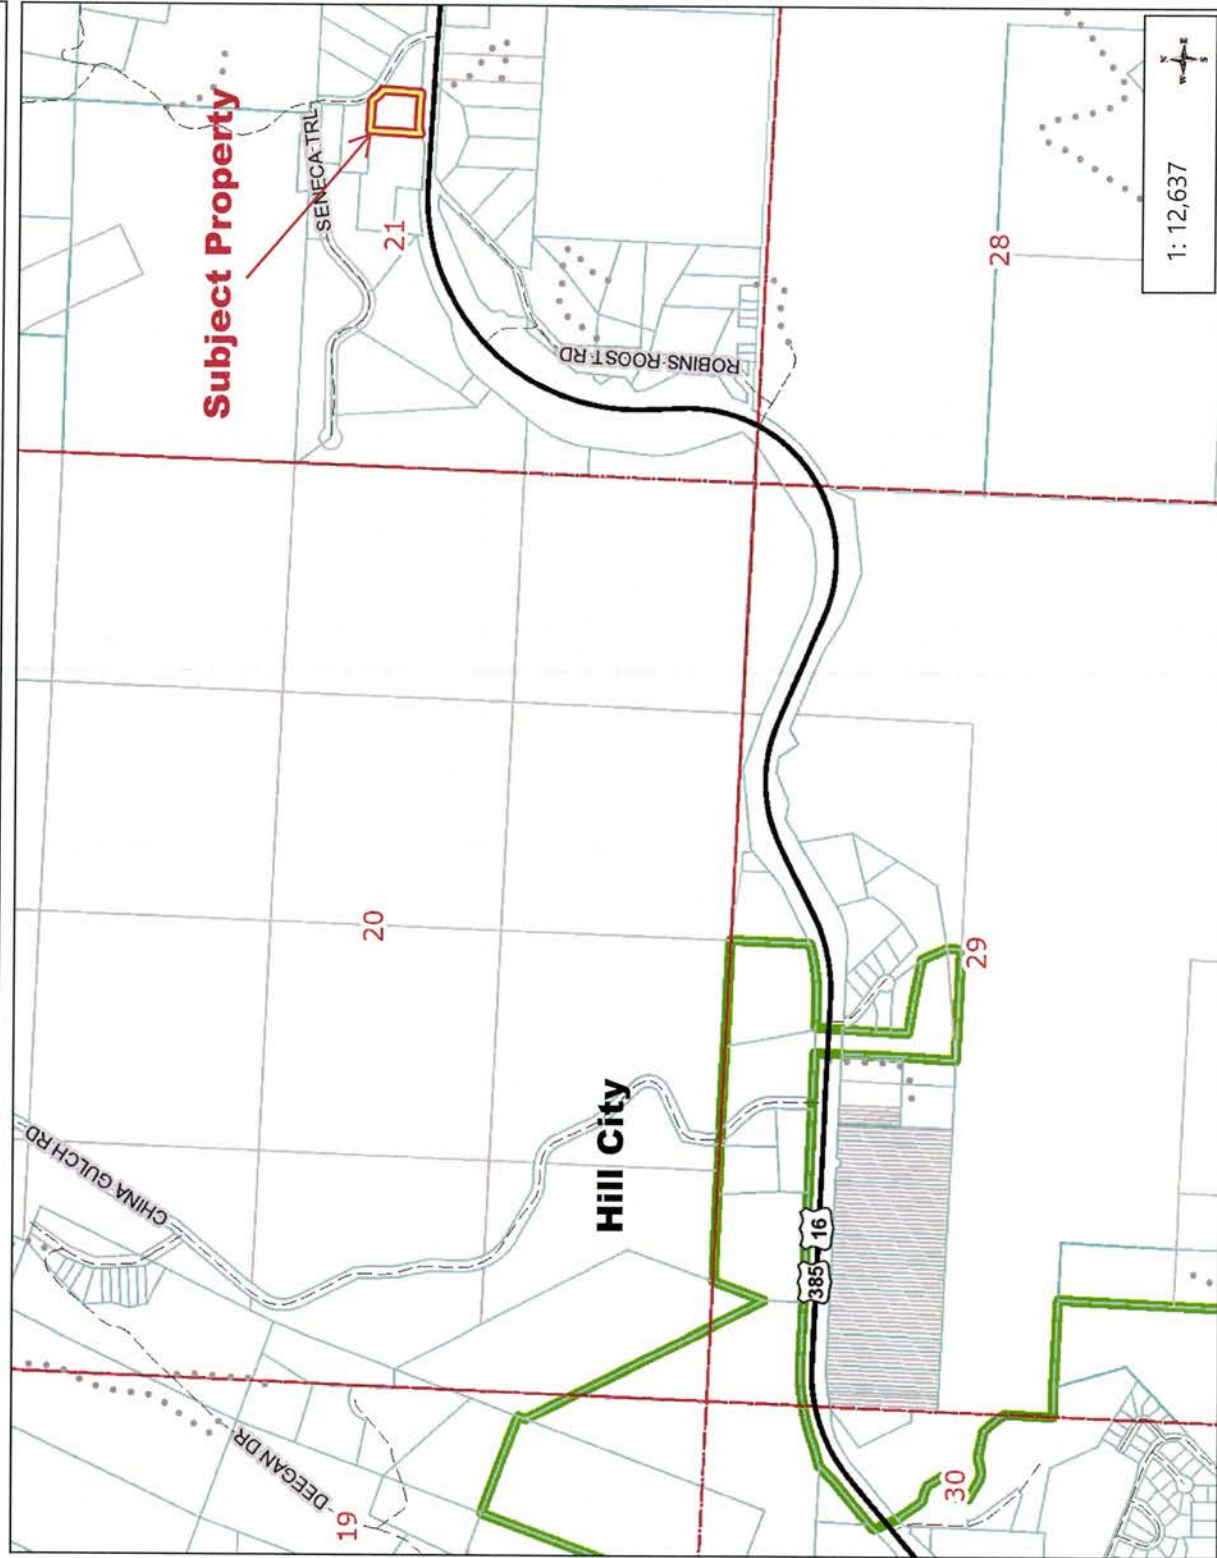 Subject Property
SENECA TRL
21
ROBINS ROOST RD
28
20
CHINA GULCH RD
Hill City
DEEGAN DR
19
385
16
29
30
1: 12,637
N
W
E
S